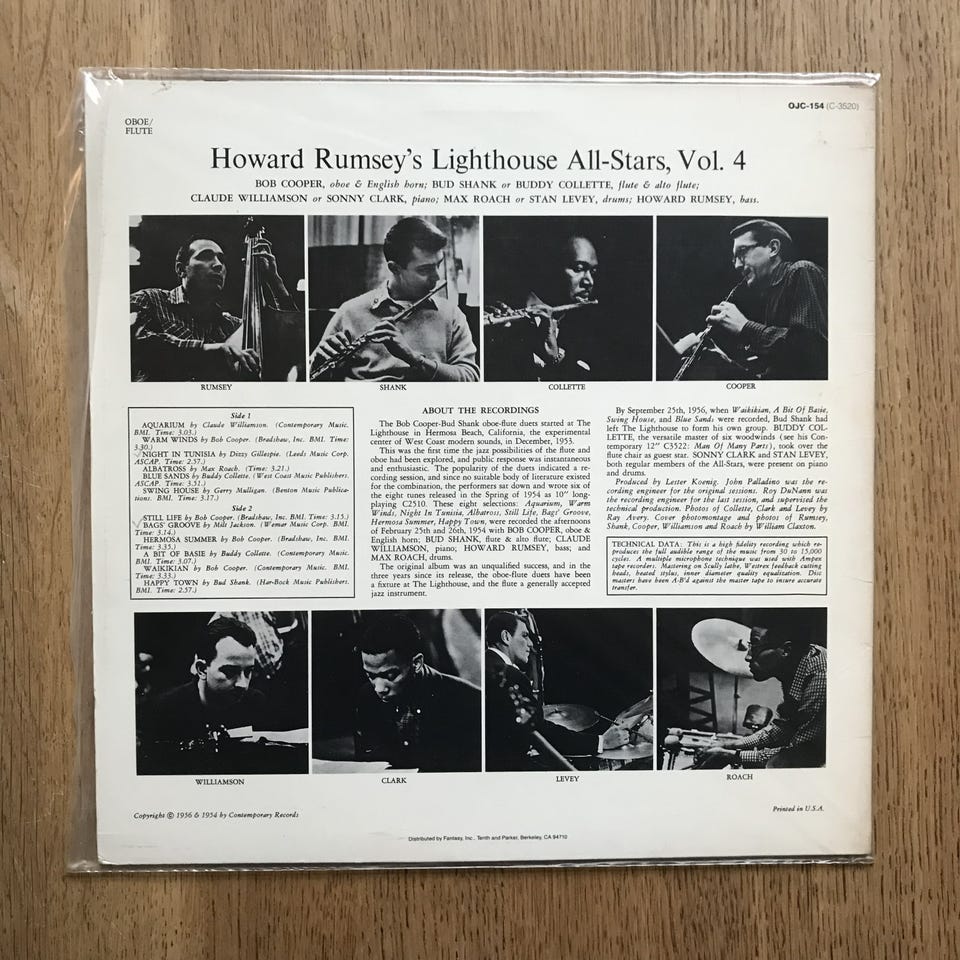 OJC-154 (C-3520)
OBOE/
FLUTE
Howard Rumsey's Lighthouse All-Stars, Vol. 4
BOB COOPER, oboe & English horn; BUD SHANK or BUDDY COLLETTE, flute & alto flute;
CLAUDE WILLIAMSON or SONNY CLARK, piano; MAX ROACH or STAN LEVEY, drums; HOWARD RUMSEY, bass.
RUMSEY
SHANK
COLLETTE
COOPER
Side 1
AQUARIUM by Claude Williamson. (Contemporary Music.
BMI. Time: 3.03.)
WARM WINDS by Bob Cooper. (Bradshaw, Inc. BMI. Time:
3.30.)
NIGHT IN TUNISIA by Dizzy Gillespie. (Leeds Music Corp.
ASCAP. Time: 2.57.)
ALBATROSS by Max Roach. (Time: 3.21.)
BLUE SANDS by Buddy Collette. (West Coast Music Publishers.
ASCAP. Time: 3.51.)
SWING HOUSE by Gerry Mulligan. (Benton Music Publica-
tions. BMI. Time: 3.17.)
Side 2
STILL LIFE by Bob Cooper. (Bradshaw, Inc. BMI. Time: 3.15.)
BAGS' GROOVE by Milt Jackson. (Wemar Music Corp. BMI.
Time: 3.14.)
HERMOSA SUMMER by Bob Cooper. (Bradshaw, Inc. BMI.
Time: 3.35.)
A BIT OF BASIE by Buddy Collette. (Contemporary Music.
BMI. Time: 3.07.)
WAIKIKIAN by Bob Cooper. (Contemporary Music. BMI.
Time: 3.33.)
HAPPY TOWN by Bud Shank. (Har-Bock Music Publishers.
BMI. Time: 2.57.)
ABOUT THE RECORDINGS
The Bob Cooper-Bud Shank oboe-flute duets started at The
Lighthouse in Hermosa Beach, California, the experimental
center of West Coast modern sounds, in December, 1953.
This was the first time the jazz possibilities of the flute and
oboe had been explored, and public response was instantaneous
and enthusiastic. The popularity of the duets indicated a re-
cording session, and since no suitable body of literature existed
for the combination, the performers sat down and wrote six of
the eight tunes released in the Spring of 1954 as 10" long-
playing C2510. These eight selections: Aquarium, Warm
Winds, Night In Tunisia, Albatross, Still Life, Bags' Groove,
Hermosa Summer, Happy Town, were recorded the afternoons
of February 25th and 26th, 1954 with BOB COOPER, oboe &
English horn; BUD SHANK, flute & alto flute; CLAUDE
WILLIAMSON, piano; HOWARD RUMSEY, bass; and
MAX ROACH, drums.
The original album was an unqualified success, and in the
three years since its release, the oboe-flute duets have been
a fixture at The Lighthouse, and the flute a generally accepted
jazz instrument.
By September 25th, 1956, when Waikikian, A Bit Of Basie,
Swing House, and Blue Sands were recorded, Bud Shank had
left The Lighthouse to form his own group. BUDDY COL-
LETTE, the versatile master of six woodwinds (see his Con-
temporary 12" C3522: Man Of Many Parts), took over the
flute chair as guest star. SONNY CLARK and STAN LEVEY,
both regular members of the All-Stars, were present on piano
and drums.
Produced by Lester Koenig. John Palladino was the re-
cording engineer for the original sessions. Roy DuNann was
the recording engineer for the last session, and supervised the
technical production. Photos of Collette, Clark and Levey by
Ray Avery. Cover photomontage and photos of Rumsey,
Shank, Cooper, Williamson and Roach by William Claxton.
TECHNICAL DATA: This is a high fidelity recording which re-
produces the full audible range of the music from 30 to 15,000
cycles. A multiple microphone technique was used with Ampex
tape recorders. Mastering on Scully lathe, Westrex feedback cutting
heads, heated stylus, inner diameter quality equalization. Disc
masters have been A-B'd against the master tape to insure accurate
transfer.
WILLIAMSON
CLARK
LEVEY
ROACH
Copyright © 1956 & 1954 by Contemporary Records
Printed in U.S.A.
Distributed by Fantasy, Inc., Tenth and Parker, Berkeley, CA 94710